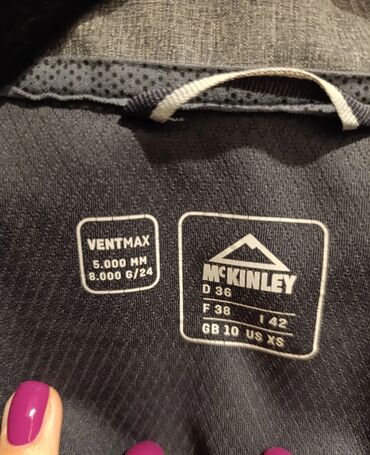 VENTMAX
5.000 MM
8.000 G/24
McKINLEY
D 36
F 38 I 42
GB 10 US XS